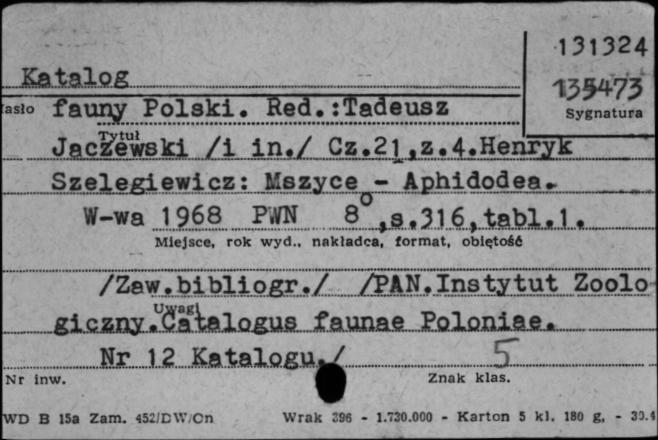 131324
Katalog
135473
Hasło fauny Polski. Red.:Tadeusz
Sygnatura
Tytuł
Jaczewski /i in./ Cz.21,z.4.Henryk
Szelegiewicz: Mszyce - Aphidodea.
W-wa 1968 PWN 8°,s.316,tabl.1.
Miejsce, rok wyd., nakładca, format, objętość
/Zaw.bibliogr./ /PAN.Instytut Zoolo
Uwagi
giczny.Catalogus faunae Poloniae.
Nr 12 Katalogu./ 5
Nr inw. Znak klas.
WD B 15a Zam. 452/DW/Cn Wrak 396 - 1.730.000 - Karton 5 kl. 180 g. - 30.4